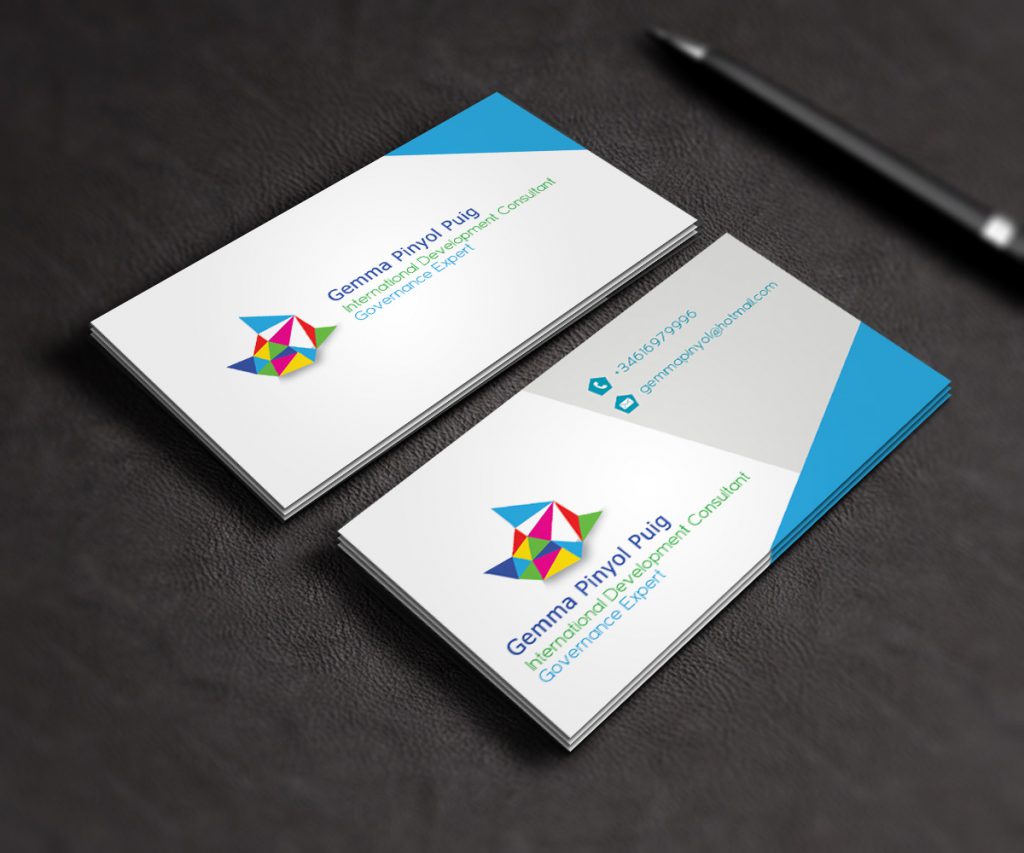 Gemma Pinyol Puig
International Development Consultant
Governance Expert
+34616979996
gemmapinyol@hotmail.com
Gemma Pinyol Puig
International Development Consultant
Governance Expert